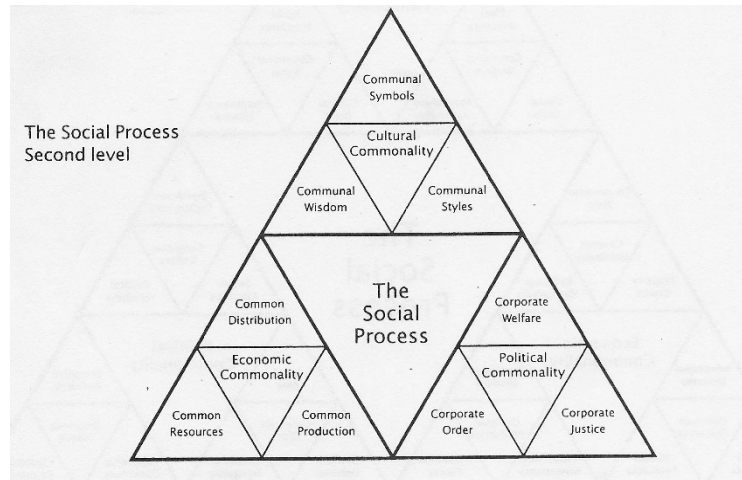 Communal
Symbols
The Social Process
Second level
Cultural
Commonality
Communal
Wisdom
Communal
Styles
The
Social
Process
Common
Distribution
Corporate
Welfare
Economic
Commonality
Political
Commonality
Common
Resources
Common
Production
Corporate
Order
Corporate
Justice